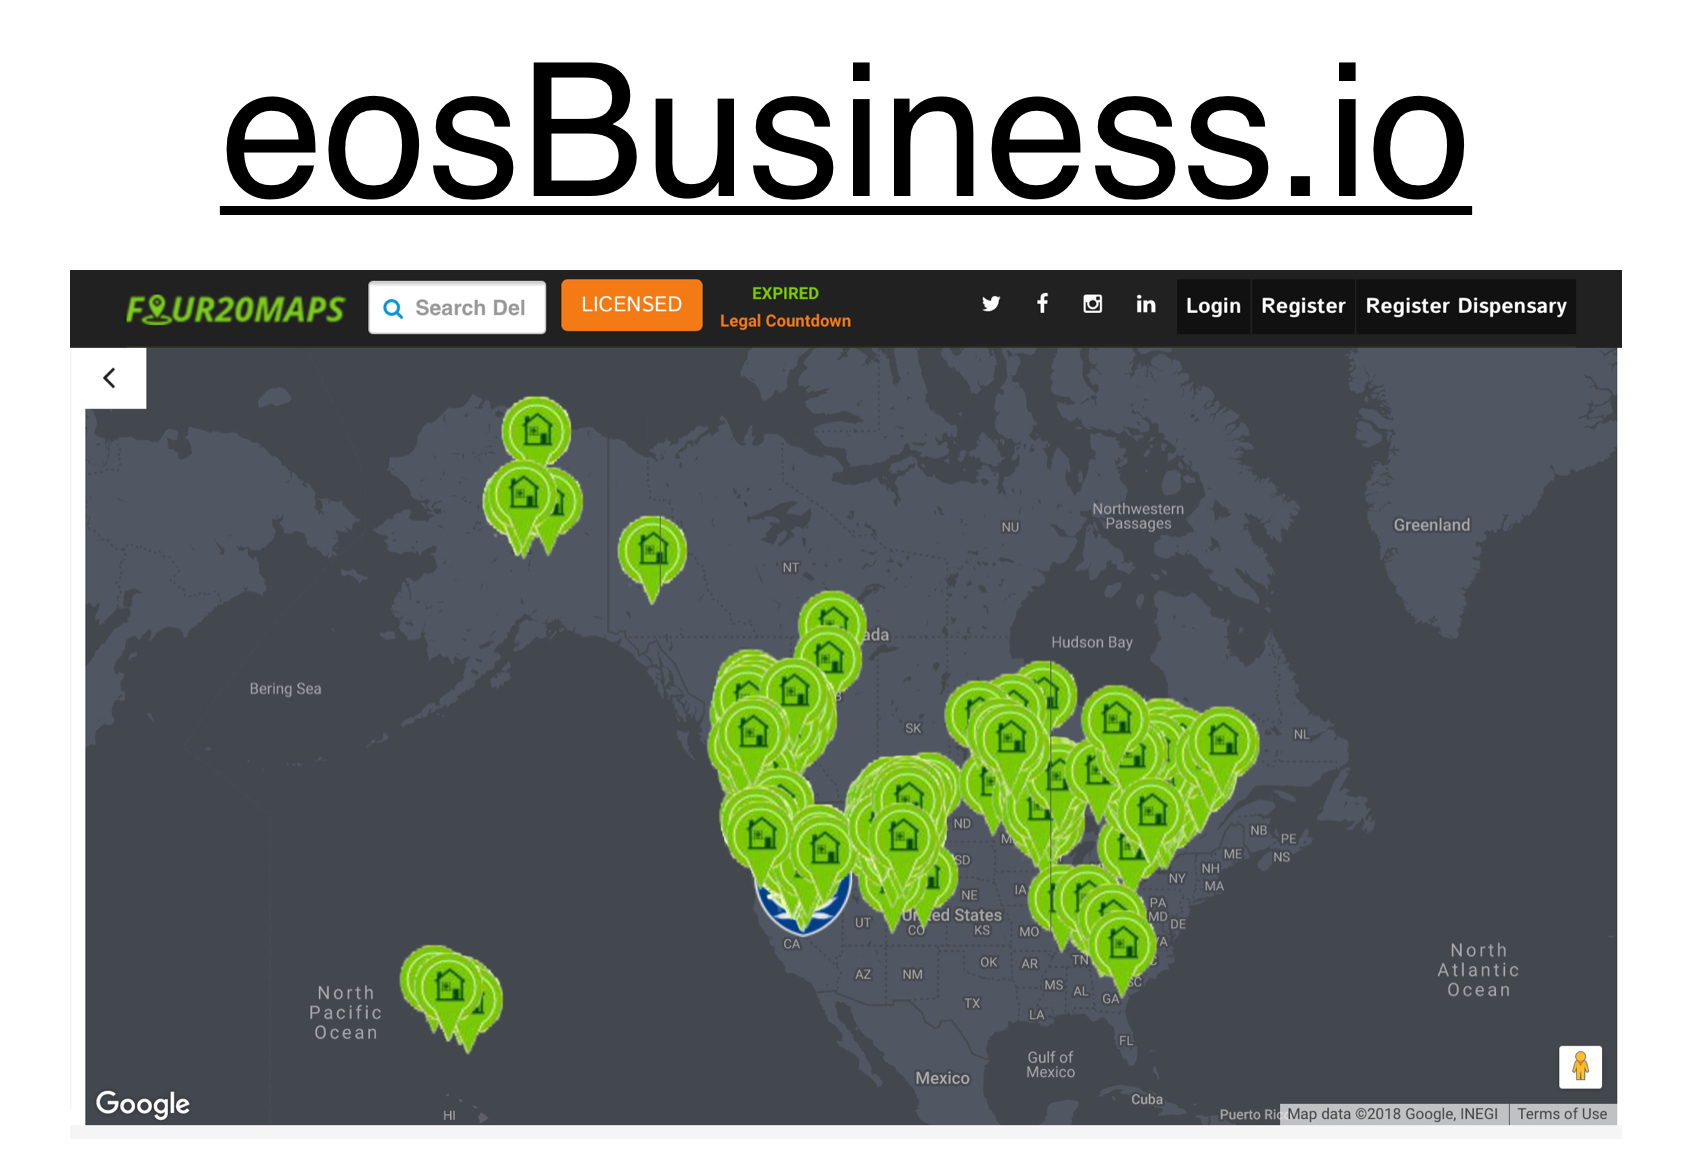 eosBusiness.io
FOUR20MAPS
Search Del
LICENSED
EXPIRED
Legal Countdown
Login
Register
Register Dispensary
Northwestern
Passages
NU
Greenland
NT
ada
Hudson Bay
Bering Sea
SK
NL
ND
NB
PE
ME
NS
SD
NH
NY
MA
IA
NE
PA
United States
MD
DE
UT
CO
KS
MO
CA
OK
AR
TN
AZ
NM
North
Atlantic
Ocean
MS
AL
SC
GA
TX
LA
North
Pacific
Ocean
FL
Gulf of
Mexico
Mexico
Cuba
Google
HI
Puerto Ric
Map data ©2018 Google, INEGI
Terms of Use